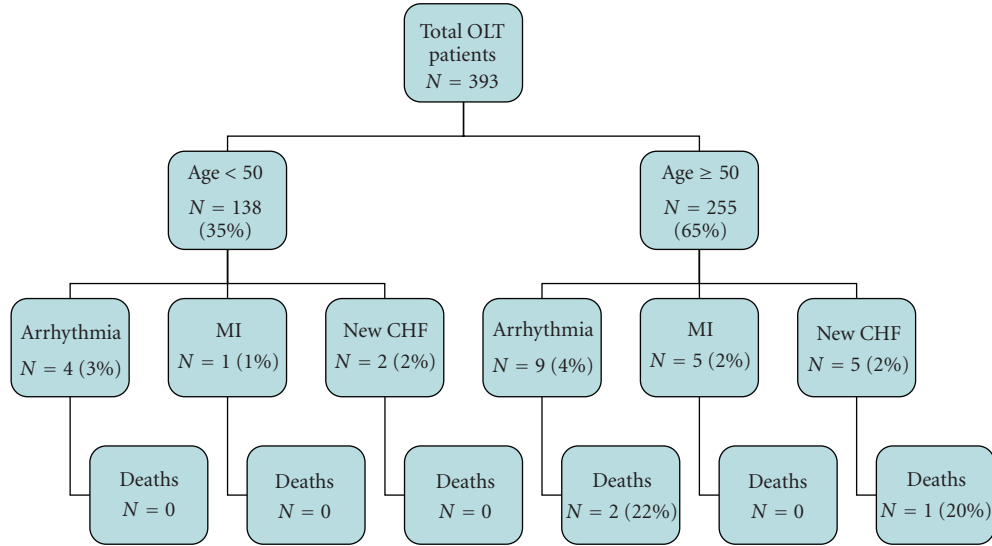 Total OLT
patients
N = 393
Age < 50
N = 138
(35%)
Age ≥ 50
N = 255
(65%)
Arrhythmia
N = 4 (3%)
MI
N = 1 (1%)
New CHF
N = 2 (2%)
Arrhythmia
N = 9 (4%)
MI
N = 5 (2%)
New CHF
N = 5 (2%)
Deaths
N = 0
Deaths
N = 0
Deaths
N = 0
Deaths
N = 2 (22%)
Deaths
N = 0
Deaths
N = 1 (20%)